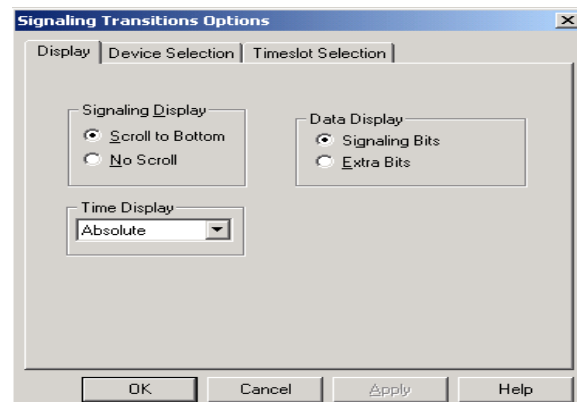 Signaling Transitions Options
Display Device Selection Timeslot Selection
Signaling Display
Scroll to Bottom
No Scroll
Data Display
Signaling Bits
Extra Bits
Time Display
Absolute
OK Cancel Apply Help